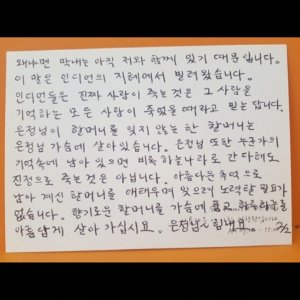 왜냐면 막내는 아직 저와 함께 있기 때문입니다.
이 말은 인디언의 지혜에서 빌려왔습니다.
인디언들은 진짜 사람이 죽는것은 그 사람을
기억하는 모든 사람이 죽었을 때라고 믿는답니다.
은정님이 할머니를 잊지 않는 한 할머니는
은정님 가슴에 살아있습니다. 은정님 또한 누군가의
기억속에 남아 있으면 비록 하늘나라로 간다해도
진정으로 죽는 것은 아닙니다. 아름다운 추억으로
남아 계신 할머니를 애태우며 잊으려 노력할 필요가
없습니다. 향기로운 할머니를 가슴에 품고
아름답게 살아 가십시요. 은정님, 힘내요